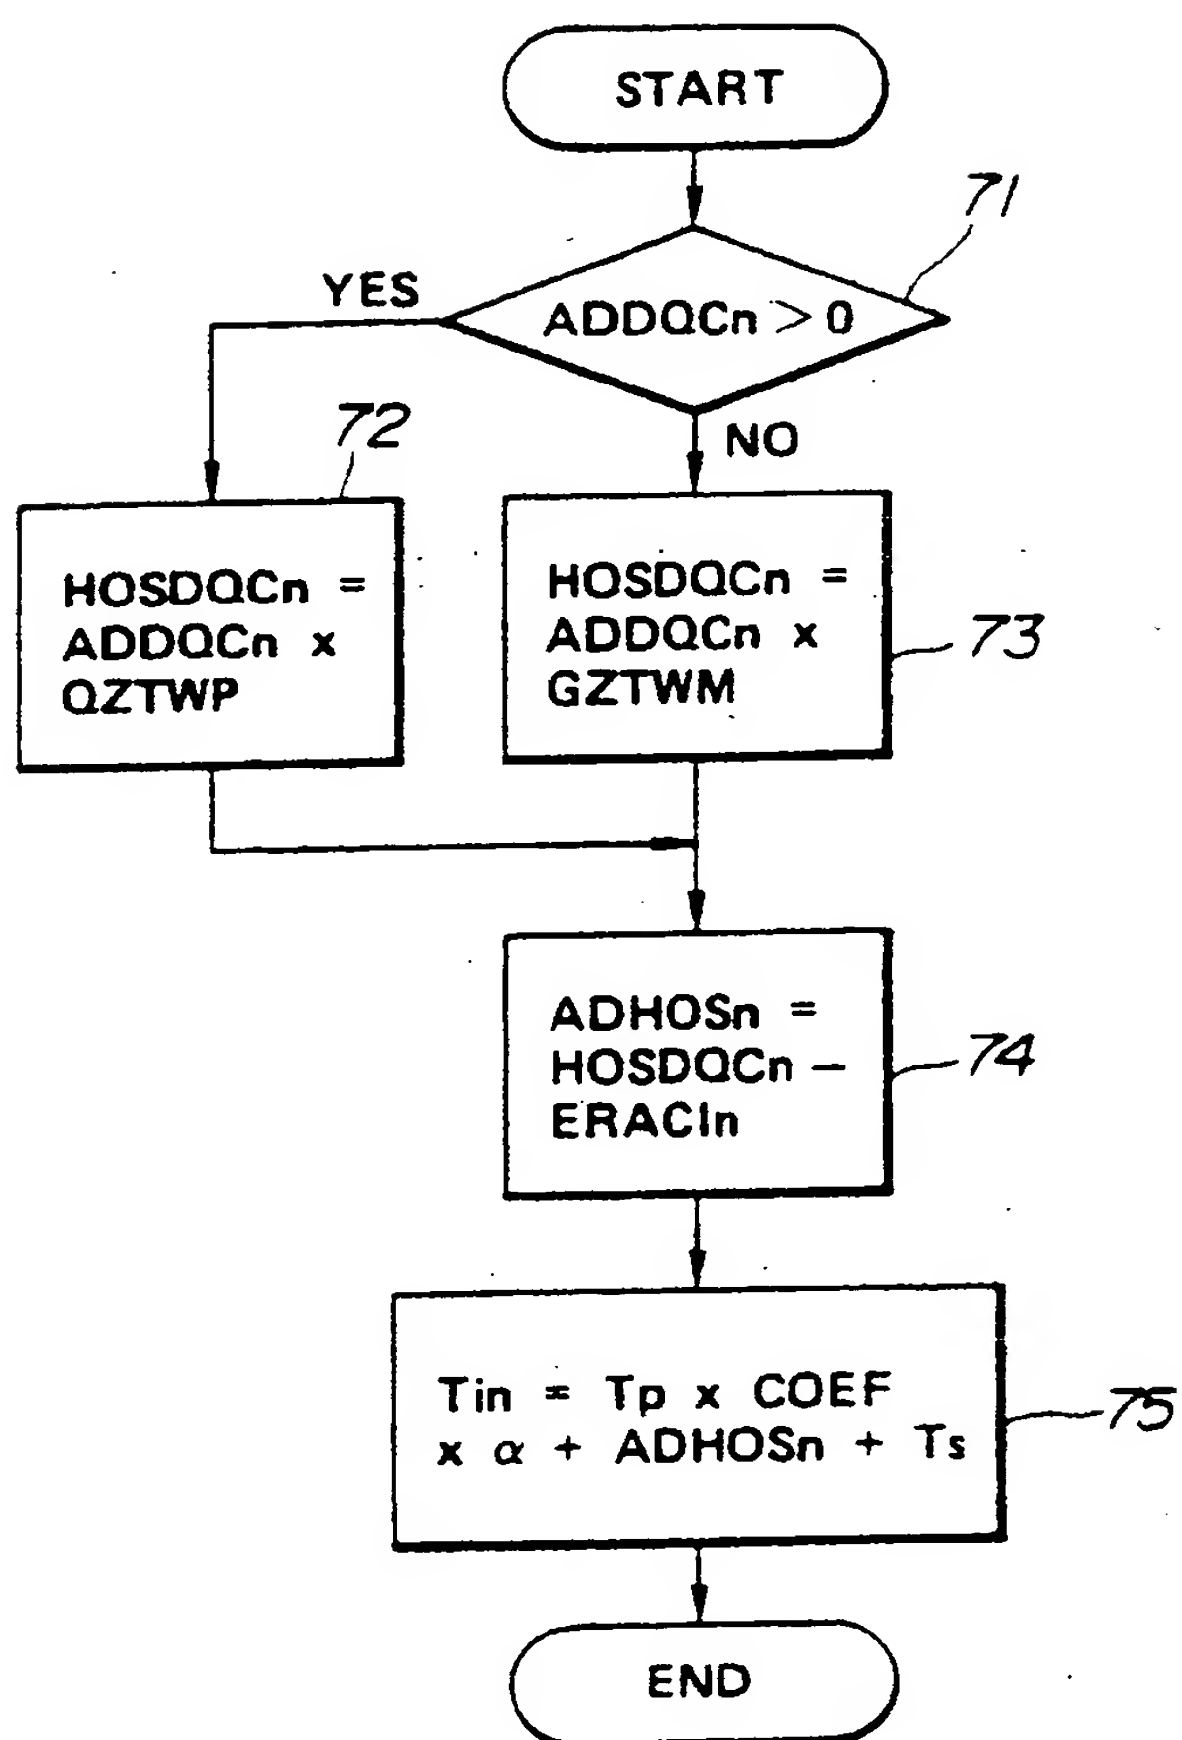 START
71
ADDQCn > 0
YES
NO
72
HOSDQCn =
ADDQCn x
QZTWP
HOSDQCn =
ADDQCn x
GZTWM
73
ADHOSn =
HOSDQCn –
ERACIn
74
Tin = Tp x COEF
x α + ADHOSn + Ts
75
END